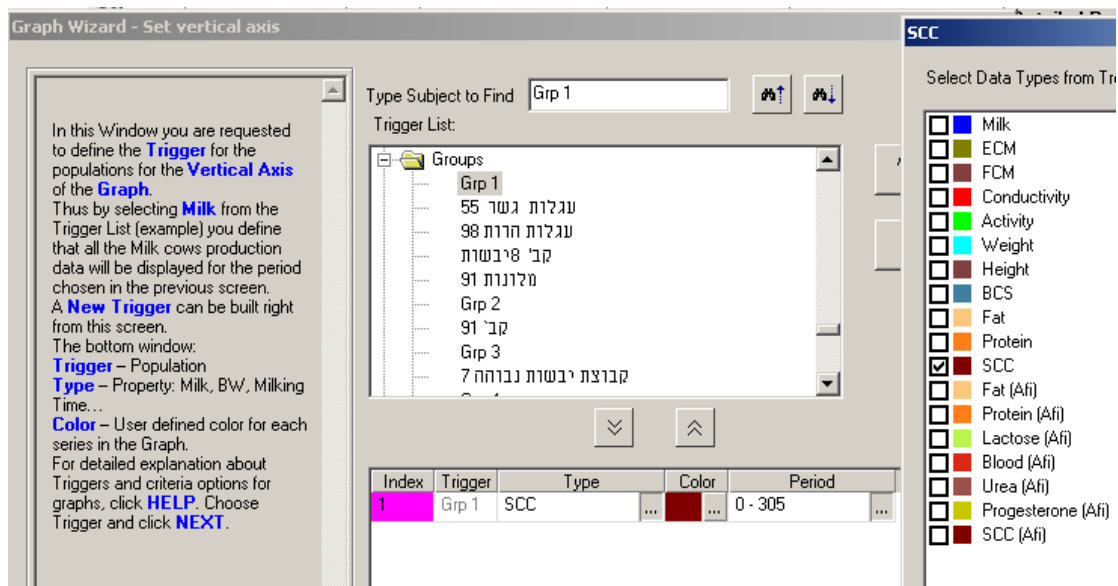 Graph Wizard - Set vertical axis
In this Window you are requested
to define the Trigger for the
populations for the Vertical Axis
of the Graph.
Thus by selecting Milk from the
Trigger List (example) you define
that all the Milk cows production
data will be displayed for the period
chosen in the previous screen.
A New Trigger can be built right
from this screen.
The bottom window:
Trigger – Population
Type – Property: Milk, BW, Milking
Time...
Color – User defined color for each
series in the Graph.
For detailed explanation about
Triggers and criteria options for
graphs, click HELP. Choose
Trigger and click NEXT.
Type Subject to Find Grp 1
Trigger List:
Groups
Grp 1
עגלות גשר 55
עגלות הרות 98
קב' 8יבשות
מלונות 91
Grp 2
קב` 91
Grp 3
קבוצת יבשות גבוהה 7
Index Trigger Type Color Period
1 Grp 1 SCC ... ... 0 - 305 ...
SCC
Select Data Types from
Milk
ECM
FCM
Conductivity
Activity
Weight
Height
BCS
Fat
Protein
SCC
Fat (Afi)
Protein (Afi)
Lactose (Afi)
Blood (Afi)
Urea (Afi)
Progesterone (Afi)
SCC (Afi)